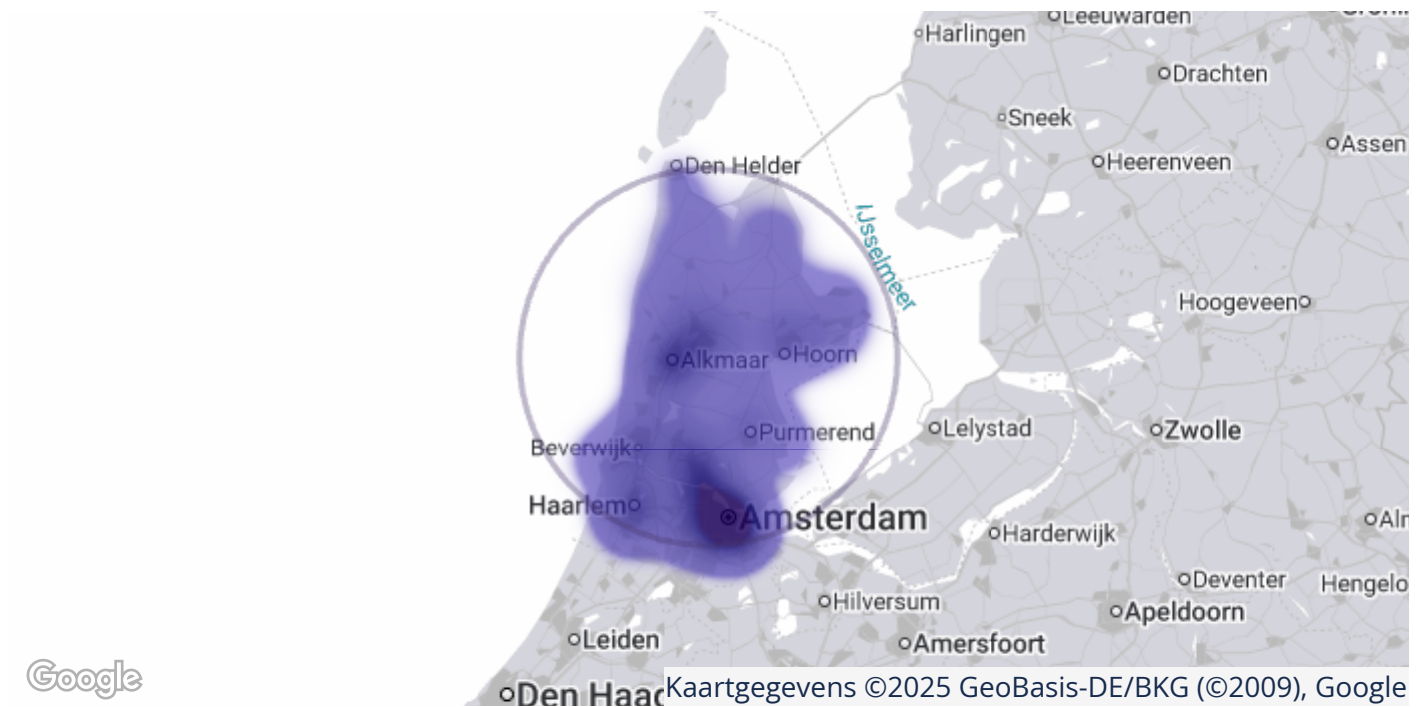 Leeuwarden
Harlingen
Drachten
Sneek
Assen
Heerenveen
Den Helder
IJsselmeer
Hoogeveen
Alkmaar
Hoorn
Purmerend
Lelystad
Zwolle
Beverwijk
Haarlem
Amsterdam
Harderwijk
Alm
Deventer
Hengelo
Hilversum
Apeldoorn
Leiden
Amersfoort
Google
Den Haag
Kaartgegevens ©2025 GeoBasis-DE/BKG (©2009), Google